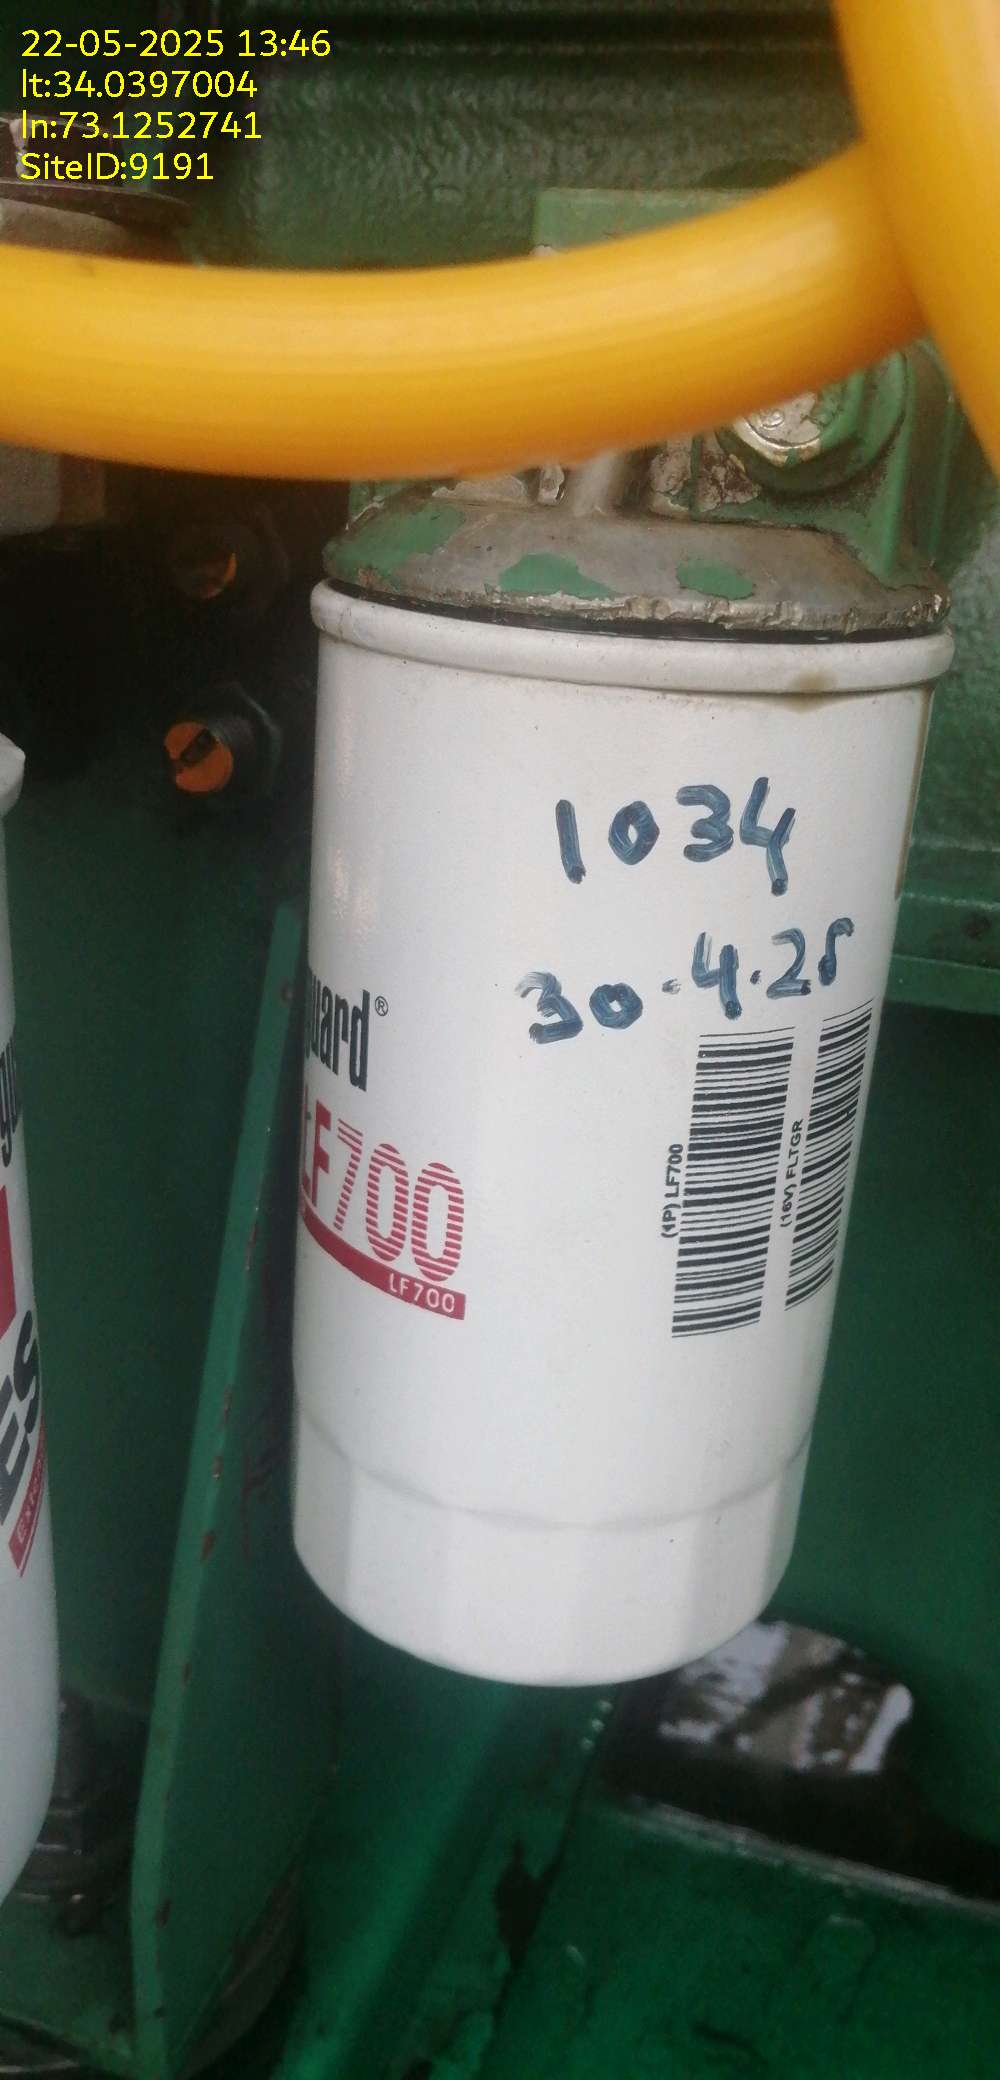 22-05-2025 13:46
lt:34.0397004
ln:73.1252741
SiteID:9191
1034
30.4.25
guard®
LF700
LF700
(1P) LF700
(16V) FLTGR
ES